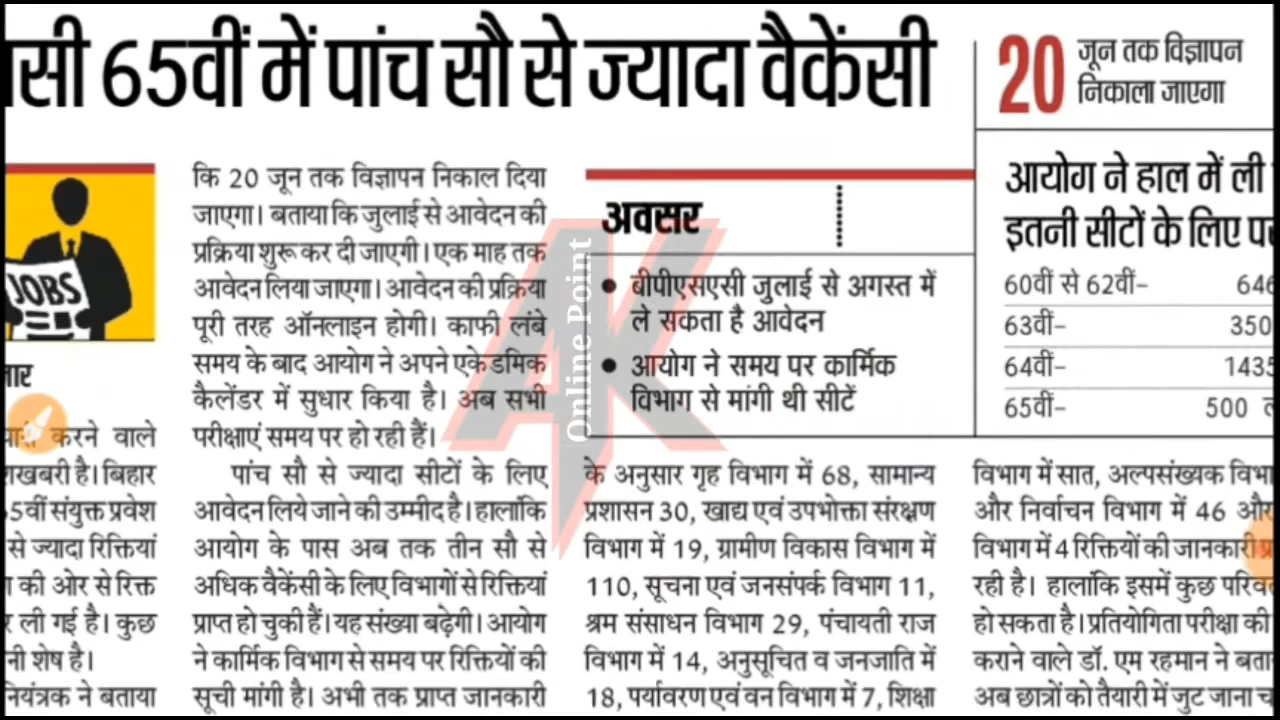 65वीं में पांच सौ से ज्यादा वैकेंसी
20 जून तक विज्ञापन
निकाला जाएगा
JOBS
करने वाले
है। बिहार
संयुक्त प्रवेश
से ज्यादा रिक्तियां
की ओर से रिक्त
ली गई है। कुछ
शेष है।
ने बताया
कि 20 जून तक विज्ञापन निकाल दिया
जाएगा। बताया कि जुलाई से आवेदन की
प्रक्रिया शुरू कर दी जाएगी। एक माह तक
आवेदन लिया जाएगा। आवेदन की प्रक्रिया
पूरी तरह ऑनलाइन होगी। काफी लंबे
समय के बाद आयोग ने अपने एकेडमिक
कैलेंडर में सुधार किया है। अब सभी
परीक्षाएं समय पर हो रही हैं।
पांच सौ से ज्यादा सीटों के लिए
आवेदन लिये जाने की उम्मीद है। हालांकि
आयोग के पास अब तक तीन सौ से
अधिक वैकेंसी के लिए विभागों से रिक्तियां
प्राप्त हो चुकी हैं। यह संख्या बढ़ेगी। आयोग
ने कार्मिक विभाग से समय पर रिक्तियों की
सूची मांगी है। अभी तक प्राप्त जानकारी
अवसर
● बीपीएसएसी जुलाई से अगस्त में
ले सकता है आवेदन
● आयोग ने समय पर कार्मिक
विभाग से मांगी थी सीटें
AK
Online Point
के अनुसार गृह विभाग में 68, सामान्य
प्रशासन 30, खाद्य एवं उपभोक्ता संरक्षण
विभाग में 19, ग्रामीण विकास विभाग में
110, सूचना एवं जनसंपर्क विभाग 11,
श्रम संसाधन विभाग 29, पंचायती राज
विभाग में 14, अनुसूचित व जनजाति में
18, पर्यावरण एवं वन विभाग में 7, शिक्षा
आयोग ने हाल में ली
इतनी सीटों के लिए
60वीं से 62वीं– 646
63वीं– 350
64वीं– 1435
65वीं– 500
विभाग में सात, अल्पसंख्यक
और निर्वाचन विभाग में 46 और
विभाग में 4 रिक्तियों की जानकारी
रही है। हालांकि इसमें कुछ
हो सकता है। प्रतियोगिता परीक्षा की
कराने वाले डॉ. एम रहमान ने
अब छात्रों को तैयारी में जुट जाना